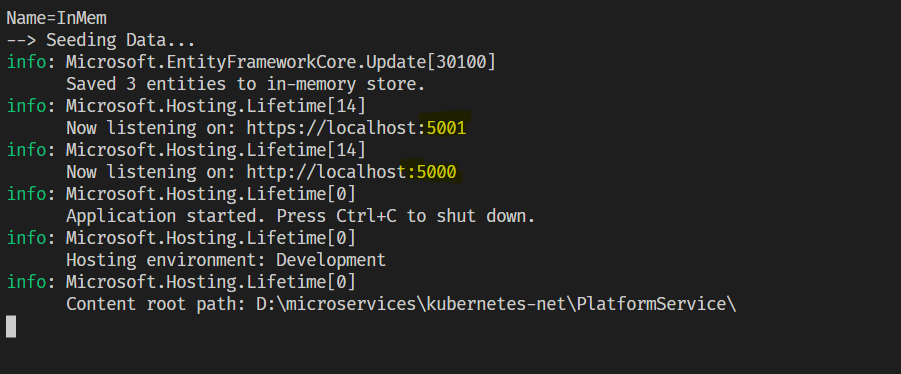 Name=InMem
--> Seeding Data...
info: Microsoft.EntityFrameworkCore.Update[30100]
Saved 3 entities to in-memory store.
info: Microsoft.Hosting.Lifetime[14]
Now listening on: https://localhost:5001
info: Microsoft.Hosting.Lifetime[14]
Now listening on: http://localhost:5000
info: Microsoft.Hosting.Lifetime[0]
Application started. Press Ctrl+C to shut down.
info: Microsoft.Hosting.Lifetime[0]
Hosting environment: Development
info: Microsoft.Hosting.Lifetime[0]
Content root path: D:\microservices\kubernetes-net\PlatformService\